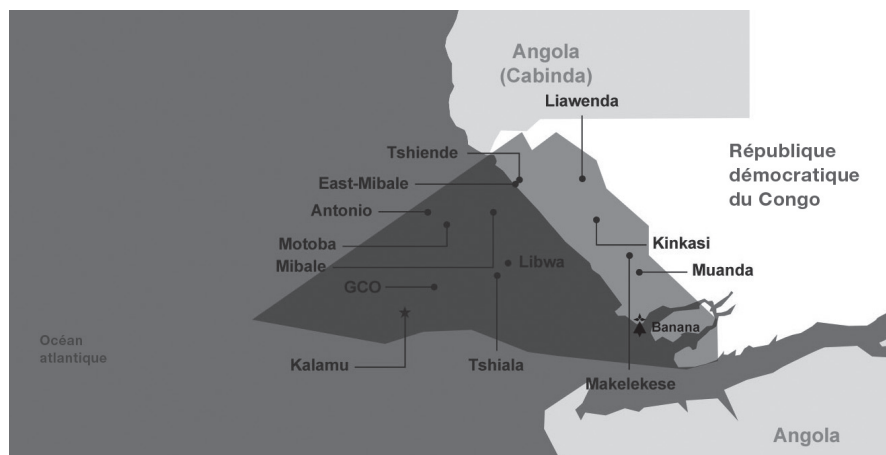 Angola
(Cabinda)
Liawenda
Tshiende
République
démocratique
du Congo
East-Mibale
Antonio
Motoba
Kinkasi
Mibale
Libwa
Muanda
GCO
Banana
Océan
atlantique
Kalamu
Tshiala
Makelekese
Angola